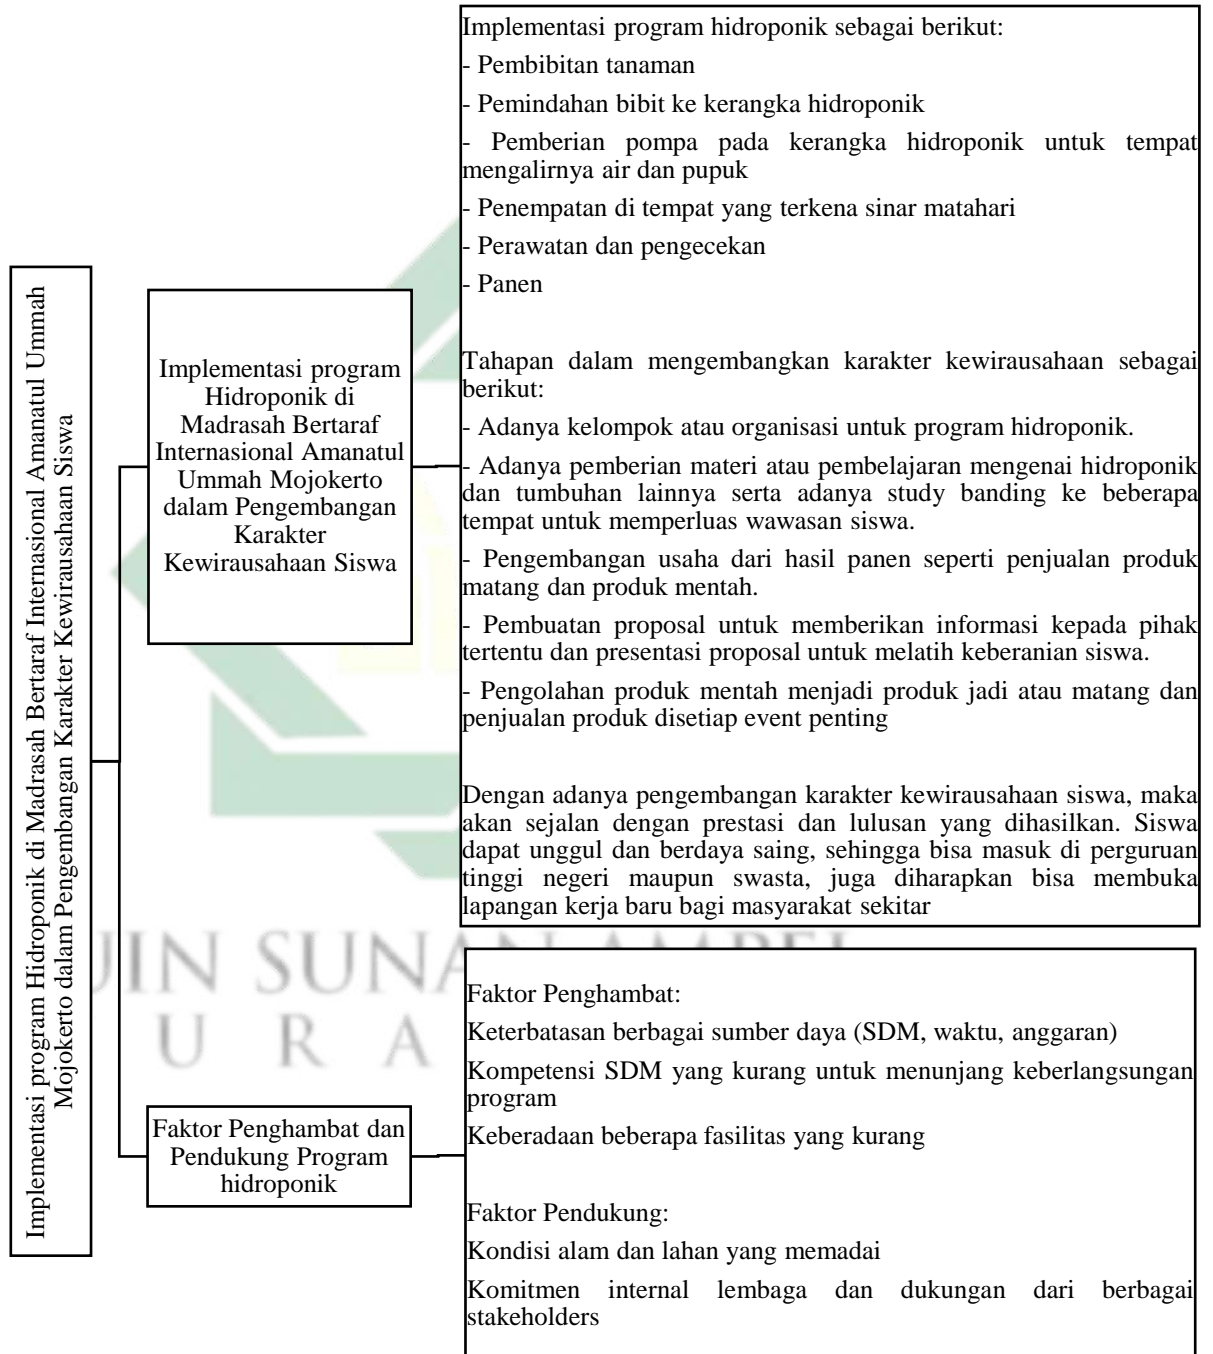 Implementasi program Hidroponik di Madrasah Bertaraf Internasional Amanatul Ummah
Mojokerto dalam Pengembangan Karakter Kewirausahaan Siswa
Implementasi program
Hidroponik di
Madrasah Bertaraf
Internasional Amanatul
Ummah Mojokerto
dalam Pengembangan
Karakter
Kewirausahaan Siswa
Implementasi program hidroponik sebagai berikut:
- Pembibitan tanaman
- Pemindahan bibit ke kerangka hidroponik
- Pemberian pompa pada kerangka hidroponik untuk tempat
mengalirnya air dan pupuk
- Penempatan di tempat yang terkena sinar matahari
- Perawatan dan pengecekan
- Panen
Tahapan dalam mengembangkan karakter kewirausahaan sebagai
berikut:
- Adanya kelompok atau organisasi untuk program hidroponik.
- Adanya pemberian materi atau pembelajaran mengenai hidroponik
dan tumbuhan lainnya serta adanya study banding ke beberapa
tempat untuk memperluas wawasan siswa.
- Pengembangan usaha dari hasil panen seperti penjualan produk
matang dan produk mentah.
- Pembuatan proposal untuk memberikan informasi kepada pihak
tertentu dan presentasi proposal untuk melatih keberanian siswa.
- Pengolahan produk mentah menjadi produk jadi atau matang dan
penjualan produk disetiap event penting
Dengan adanya pengembangan karakter kewirausahaan siswa, maka
akan sejalan dengan prestasi dan lulusan yang dihasilkan. Siswa
dapat unggul dan berdaya saing, sehingga bisa masuk di perguruan
tinggi negeri maupun swasta, juga diharapkan bisa membuka
lapangan kerja baru bagi masyarakat sekitar
Faktor Penghambat dan
Pendukung Program
hidroponik
Faktor Penghambat:
Keterbatasan berbagai sumber daya (SDM, waktu, anggaran)
Kompetensi SDM yang kurang untuk menunjang keberlangsungan
program
Keberadaan beberapa fasilitas yang kurang
Faktor Pendukung:
Kondisi alam dan lahan yang memadai
Komitmen internal lembaga dan dukungan dari berbagai
stakeholders